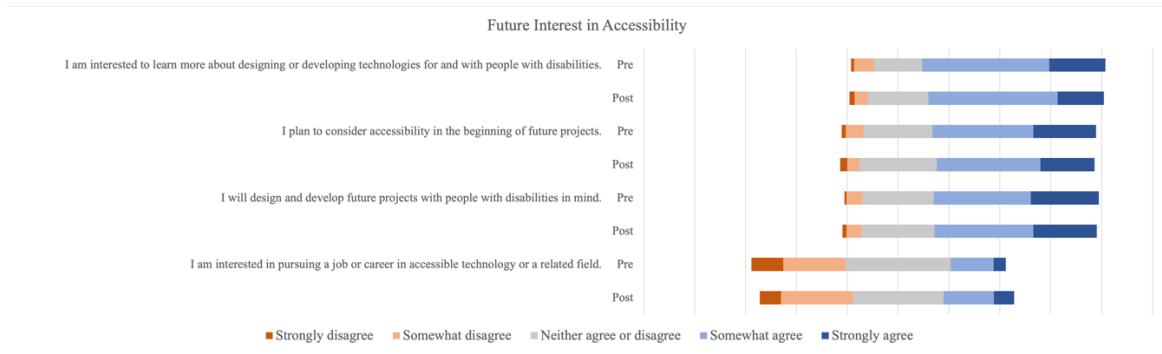 Future Interest in Accessibility
I am interested to learn more about designing or developing technologies for and with people with disabilities. Pre
Post
I plan to consider accessibility in the beginning of future projects. Pre
Post
I will design and develop future projects with people with disabilities in mind. Pre
Post
I am interested in pursuing a job or career in accessible technology or a related field. Pre
Post
Strongly disagree Somewhat disagree Neither agree or disagree Somewhat agree Strongly agree